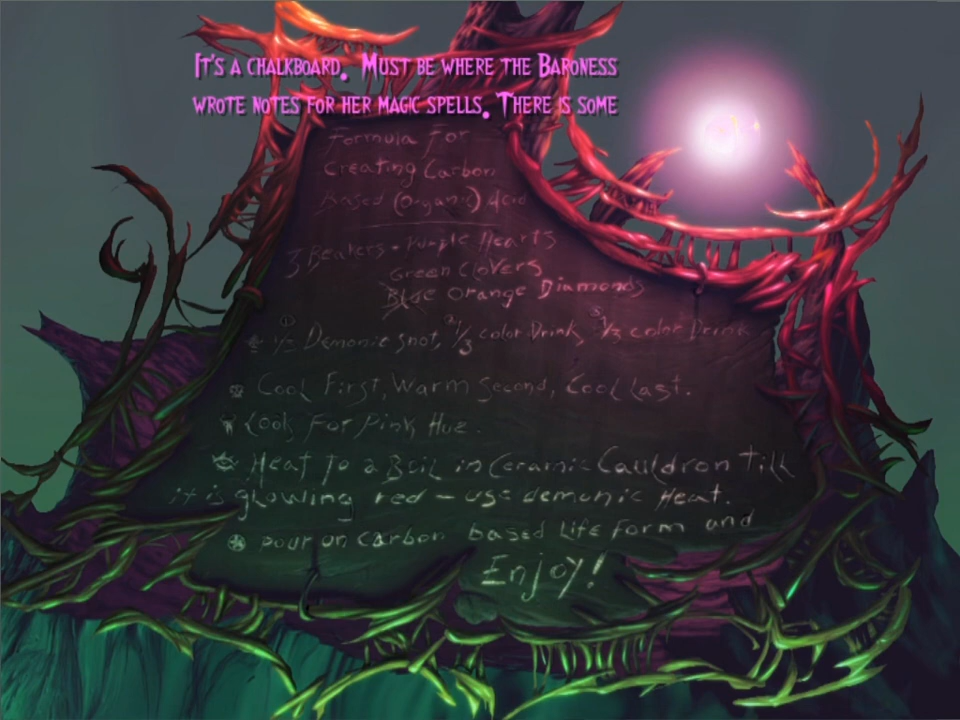 It's a chalkboard. Must be where the Baroness
wrote notes for her magic spells. There is some
Formula For
Creating Carbon
Based (Organic) Acid
3 Beakers - Purple Hearts
Green Clovers
Blue Orange Diamonds
① 1/2 Demonic snot, ② 1/3 color Drink ③ 1/3 color Drink
Cool First, Warm Second, Cool Last.
Look For Pink Hue.
Heat to a Boil in Ceramic Cauldron Till
it is glowing red - use demonic Heat.
pour on carbon based life form and
Enjoy!